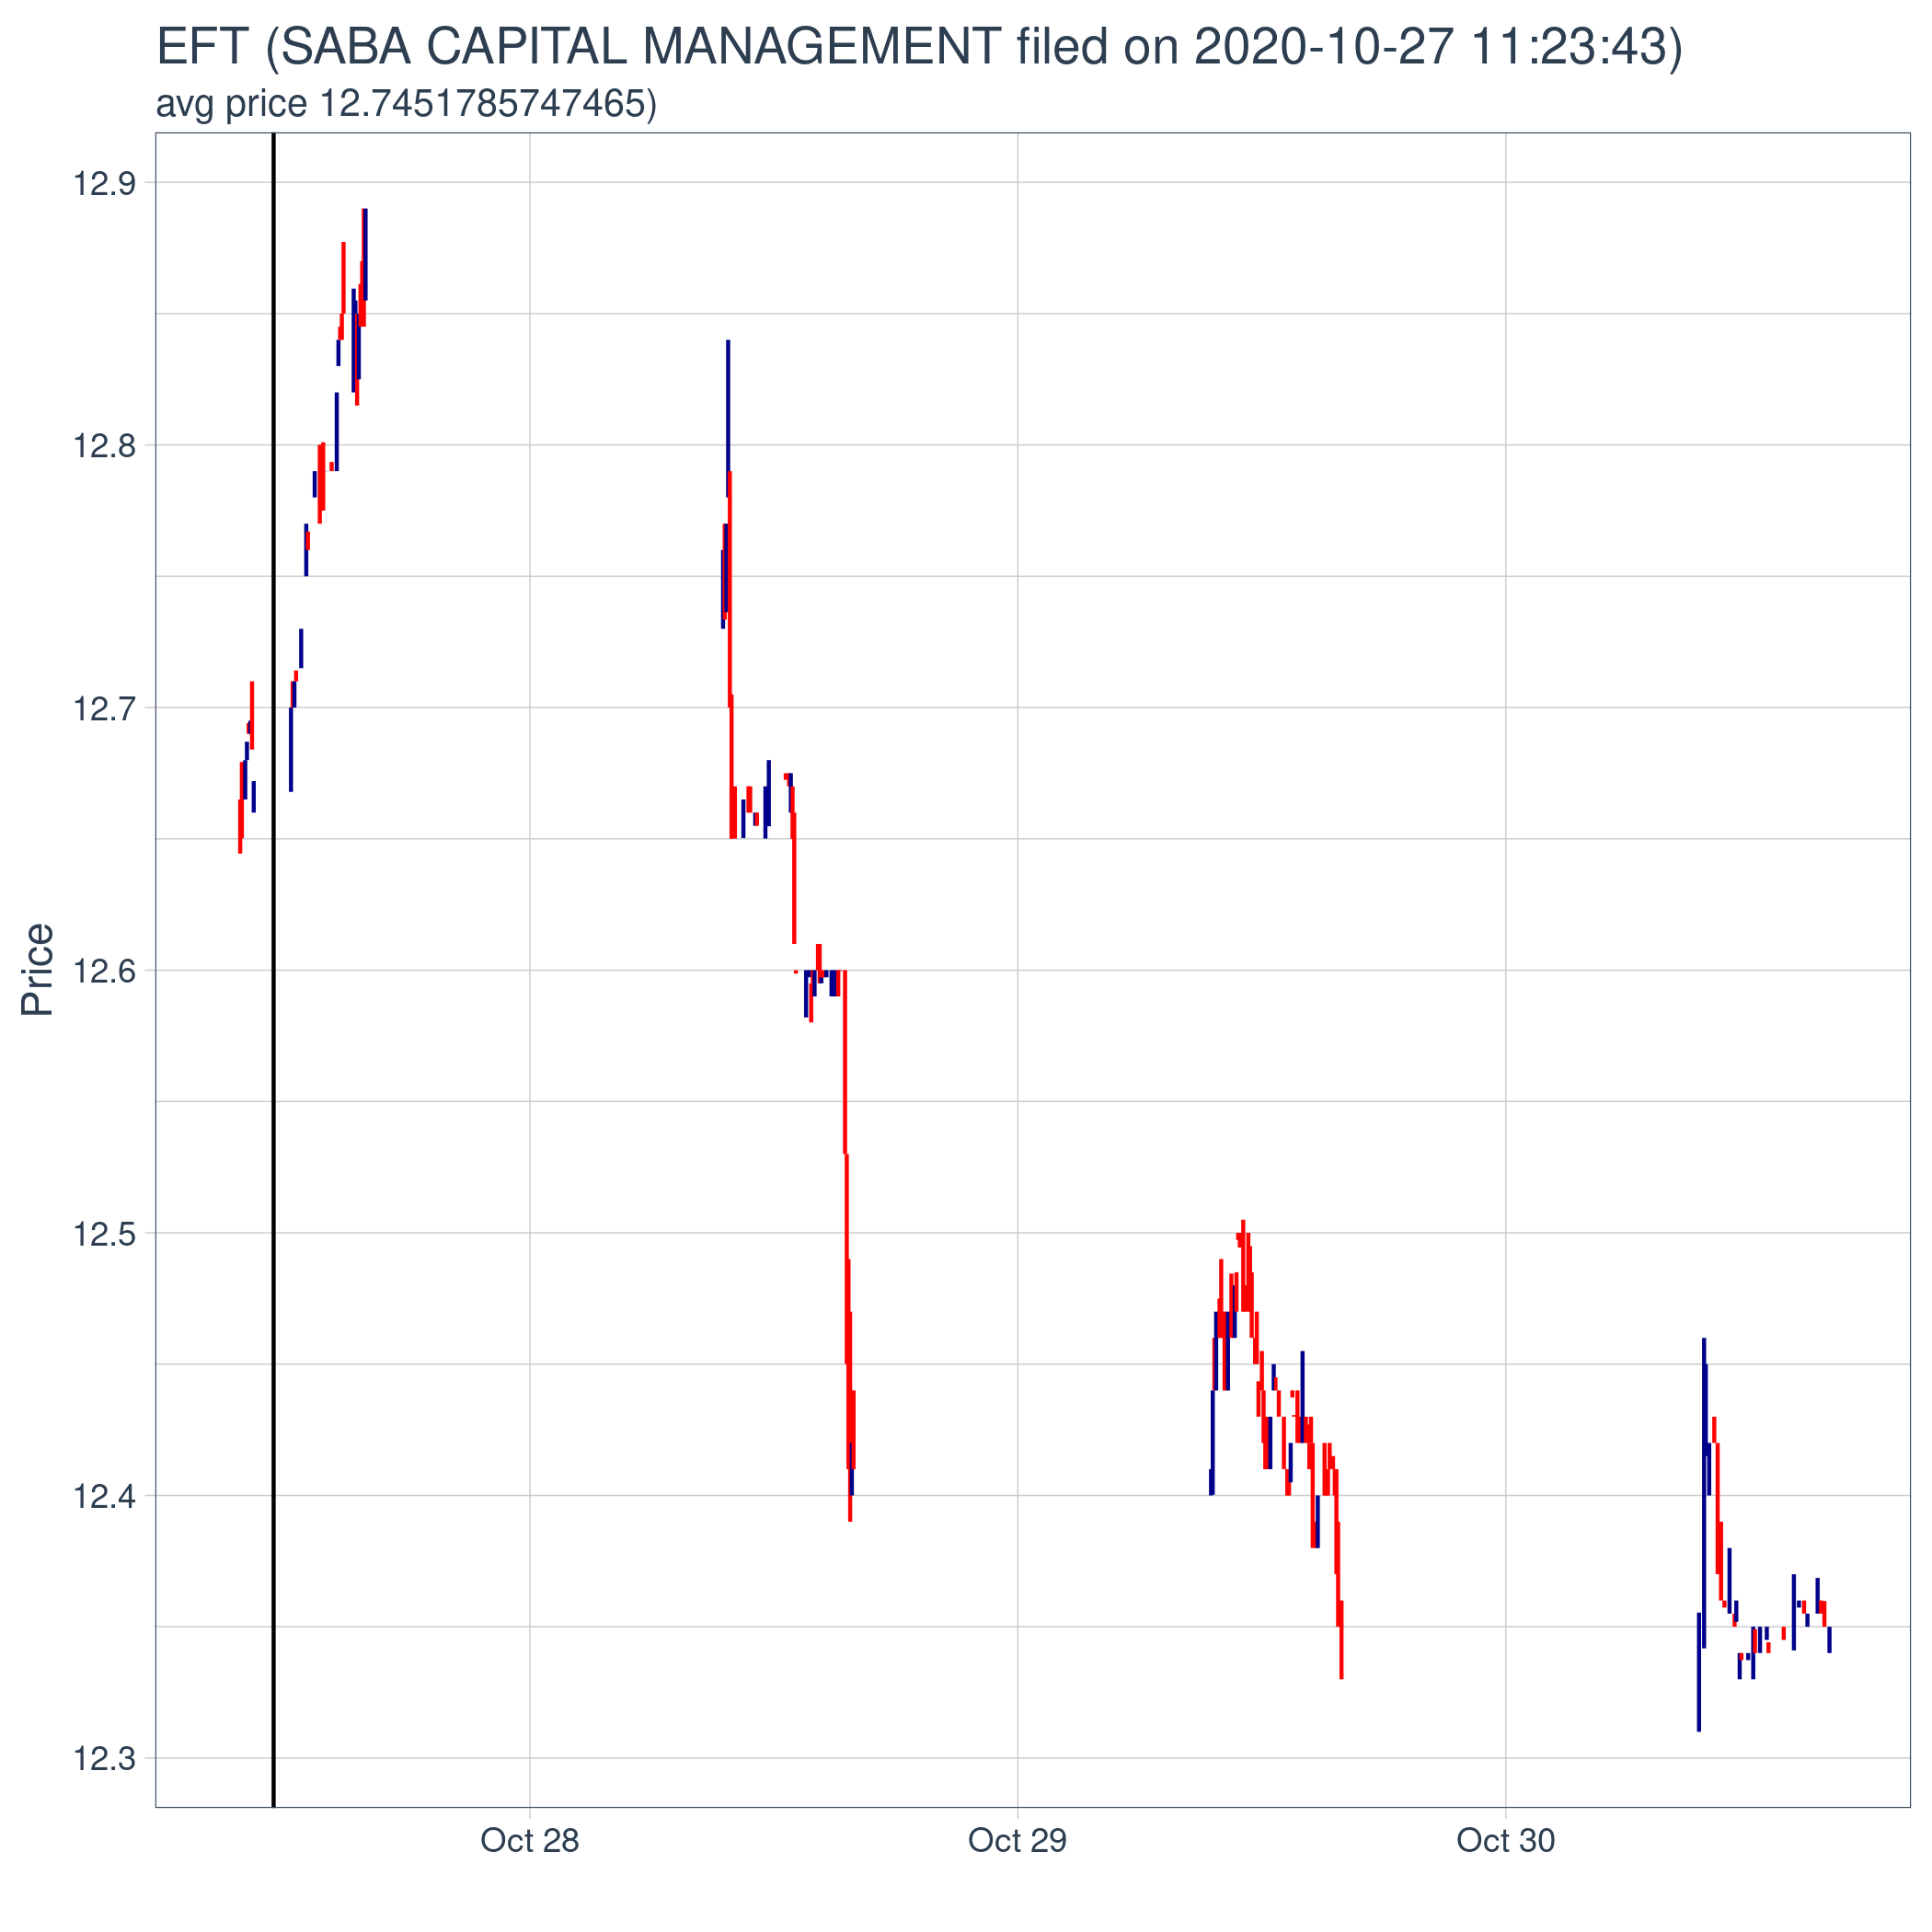 EFT (SABA CAPITAL MANAGEMENT filed on 2020-10-27 11:23:43)
avg price 12.7451785747465)
12.9
12.8
12.7
12.6
12.5
12.4
12.3
Price
Oct 28
Oct 29
Oct 30